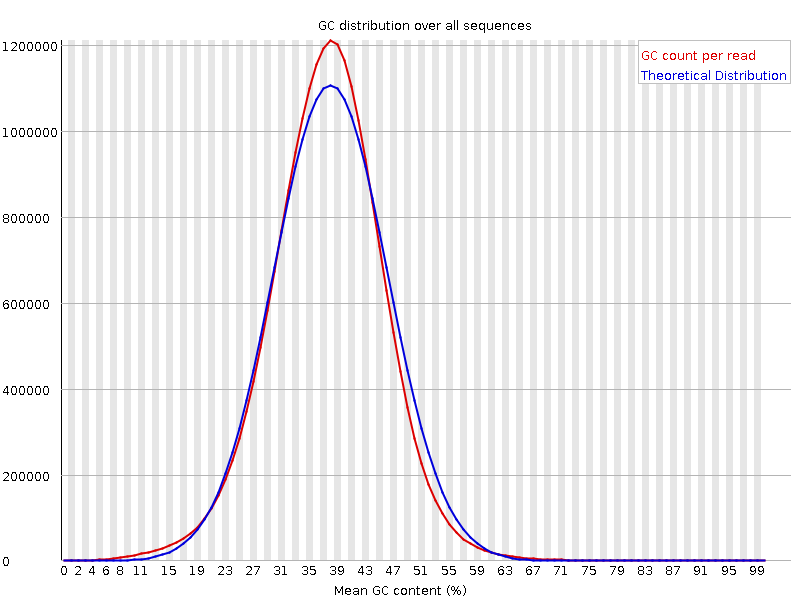 GC distribution over all sequences
GC count per read
Theoretical Distribution
1200000
1000000
800000
600000
400000
200000
0
0 2 4 6 8 11 15 19 23 27 31 35 39 43 47 51 55 59 63 67 71 75 79 83 87 91 95 99
Mean GC content (%)